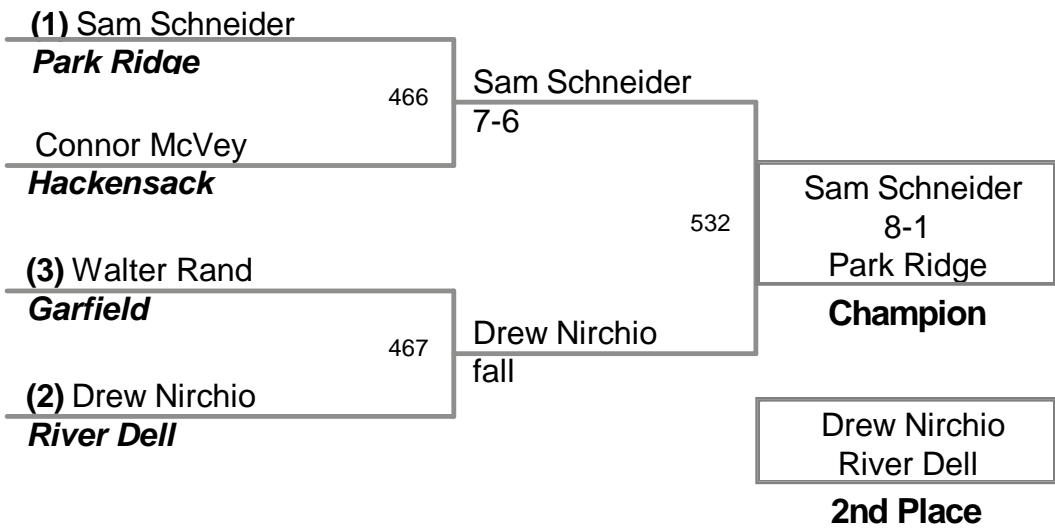 (1) Sam Schneider
Park Ridge
466
Connor McVey
Hackensack
Sam Schneider
7-6
(3) Walter Rand
Garfield
467
(2) Drew Nirchio
River Dell
Drew Nirchio
fall
532
Sam Schneider
8-1
Park Ridge
Champion
Drew Nirchio
River Dell
2nd Place